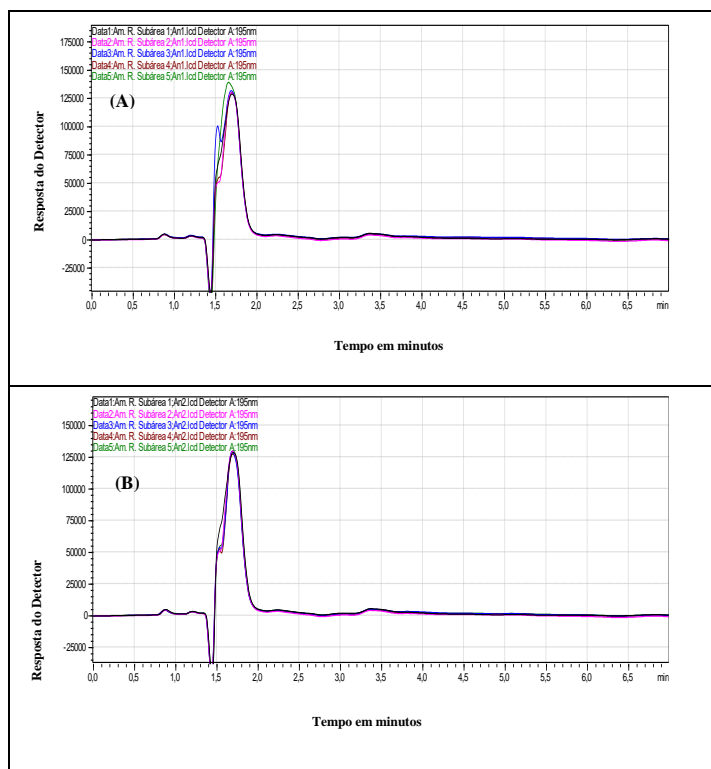 Data1:Am. R. Subárea 1;An1.lcd Detector A:195nm
Data2:Am. R. Subárea 2;An1.lcd Detector A:195nm
Data3:Am. R. Subárea 3;An1.lcd Detector A:195nm
Data4:Am. R. Subárea 4;An1.lcd Detector A:195nm
Data5:Am. R. Subárea 5;An1.lcd Detector A:195nm
(A)
Resposta do Detector
175000
150000
125000
100000
75000
50000
25000
0
-25000
0,0 0,5 1,0 1,5 2,0 2,5 3,0 3,5 4,0 4,5 5,0 5,5 6,0 6,5 min
Tempo em minutos
Data1:Am. R. Subárea 1;An2.lcd Detector A:195nm
Data2:Am. R. Subárea 2;An2.lcd Detector A:195nm
Data3:Am. R. Subárea 3;An2.lcd Detector A:195nm
Data4:Am. R. Subárea 4;An2.lcd Detector A:195nm
Data5:Am. R. Subárea 5;An2.lcd Detector A:195nm
(B)
Resposta do Detector
150000
125000
100000
75000
50000
25000
0
-25000
0,0 0,5 1,0 1,5 2,0 2,5 3,0 3,5 4,0 4,5 5,0 5,5 6,0 6,5 min
Tempo em minutos